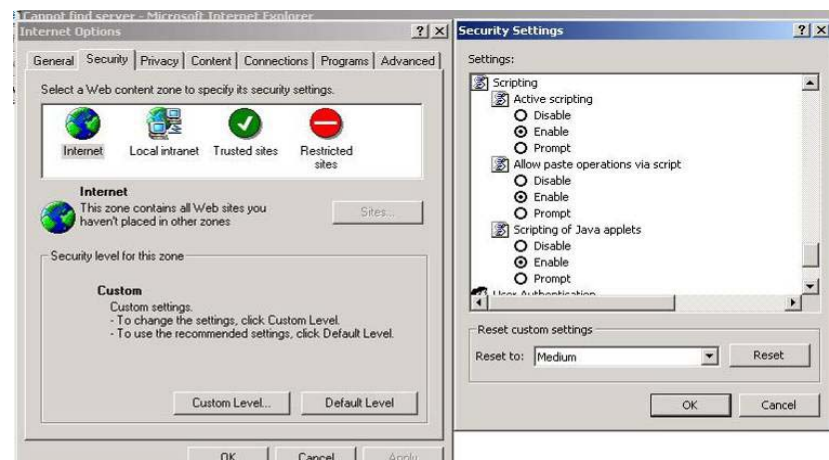 Cannot find server - Microsoft Internet Explorer
Internet Options
General Security Privacy Content Connections Programs Advanced
Select a Web content zone to specify its security settings.
Internet Local intranet Trusted sites Restricted sites
Internet
This zone contains all Web sites you
haven't placed in other zones
Sites...
Security level for this zone
Custom
Custom settings.
- To change the settings, click Custom Level.
- To use the recommended settings, click Default Level.
Custom Level... Default Level
OK Cancel Apply
Security Settings
Settings:
Scripting
Active scripting
Disable
Enable
Prompt
Allow paste operations via script
Disable
Enable
Prompt
Scripting of Java applets
Disable
Enable
Prompt
User Authentication
Reset custom settings
Reset to: Medium Reset
OK Cancel